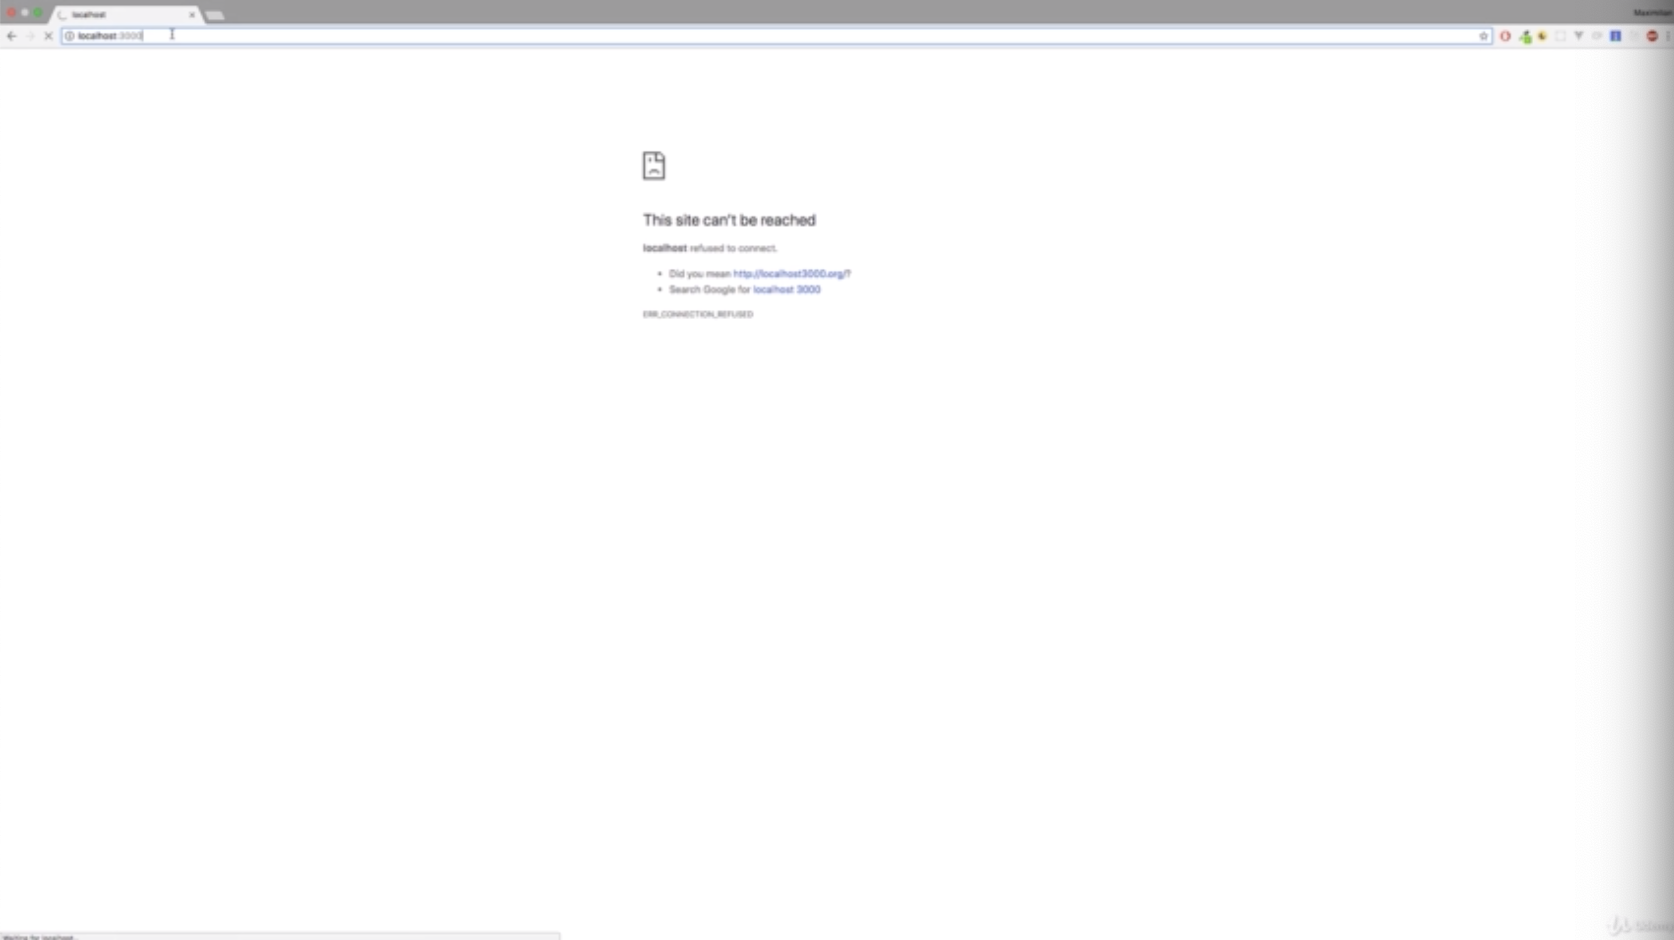 localhost
Maximilian
localhost:3000
This site can't be reached
localhost refused to connect.
• Did you mean http://localhost3000.org/?
• Search Google for localhost 3000
ERR_CONNECTION_REFUSED
Waiting for localhost...